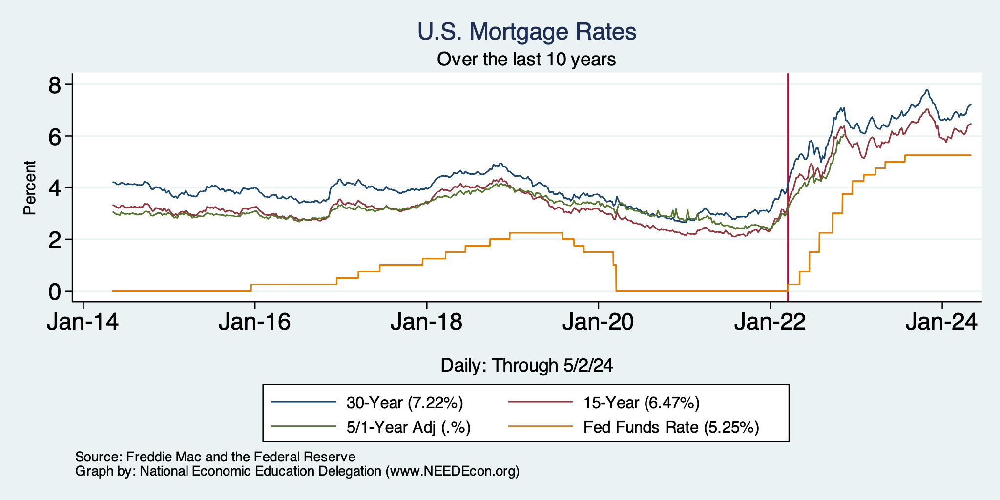 U.S. Mortgage Rates
Over the last 10 years
Percent
8
6
4
2
0
Jan-14 Jan-16 Jan-18 Jan-20 Jan-22 Jan-24
Daily: Through 5/2/24
30-Year (7.22%) 15-Year (6.47%)
5/1-Year Adj (.%) Fed Funds Rate (5.25%)
Source: Freddie Mac and the Federal Reserve
Graph by: National Economic Education Delegation (www.NEEDEcon.org)